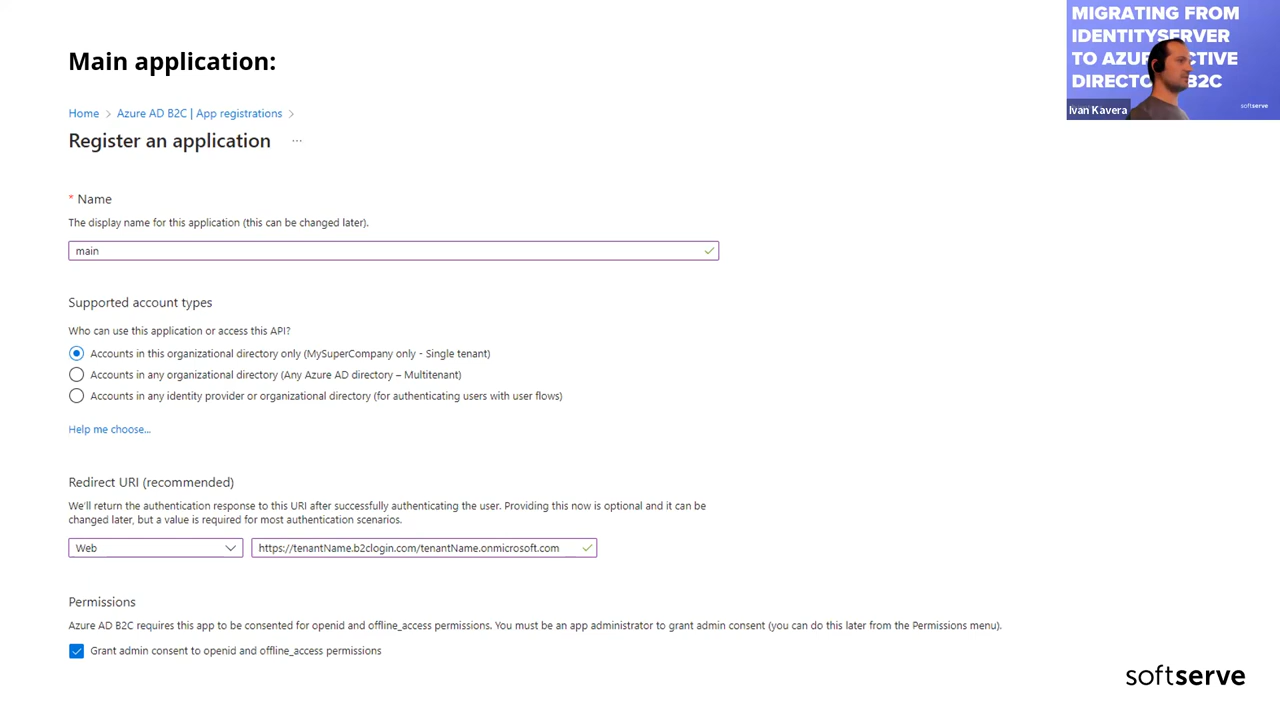 Main application:
Home > Azure AD B2C | App registrations >
Register an application ...
* Name
The display name for this application (this can be changed later).
main
Supported account types
Who can use this application or access this API?
Accounts in this organizational directory only (MySuperCompany only - Single tenant)
Accounts in any organizational directory (Any Azure AD directory – Multitenant)
Accounts in any identity provider or organizational directory (for authenticating users with user flows)
Help me choose...
Redirect URI (recommended)
We'll return the authentication response to this URI after successfully authenticating the user. Providing this now is optional and it can be
changed later, but a value is required for most authentication scenarios.
Web
https://tenantName.b2clogin.com/tenantName.onmicrosoft.com
Permissions
Azure AD B2C requires this app to be consented for openid and offline_access permissions. You must be an app administrator to grant admin consent (you can do this later from the Permissions menu).
Grant admin consent to openid and offline_access permissions
MIGRATING FROM
IDENTITYSERVER
TO AZUR CTIVE
DIRECTO B2C
softserve
Ivan Kavera
softserve